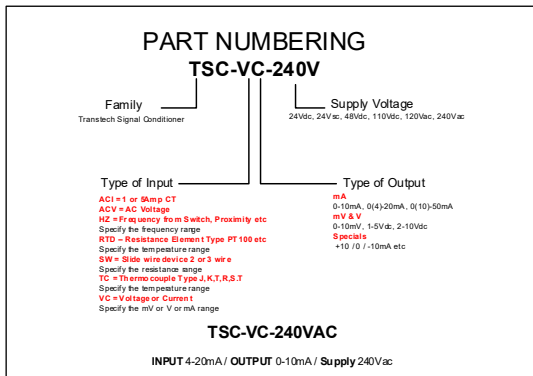 PART NUMBERING
TSC-VC-240V
Family
Transtech Signal Conditioner
Supply Voltage
24Vdc, 24Vsc, 48Vdc, 110Vdc, 120Vac, 240Vac
Type of Input
ACI = 1 or 5Amp CT
ACV = AC Voltage
HZ = Frequency from Switch, Proximity etc
Specify the frequency range
RTD – Resistance Element Type PT100 etc
Specify the temperature range
SW = Slide wire device 2 or 3 wire
Specify the resistance range
TC = Thermocouple Type J,K,T,R,S.T
Specify the temperature range
VC = Voltage or Current
Specify the mV or V or mA range
Type of Output
mA
0-10mA, 0(4)-20mA, 0(10)-50mA
mV & V
0-10mV, 1-5Vdc, 2-10Vdc
Specials
+10 / 0 / -10mA etc
TSC-VC-240VAC
INPUT 4-20mA / OUTPUT 0-10mA / Supply 240Vac